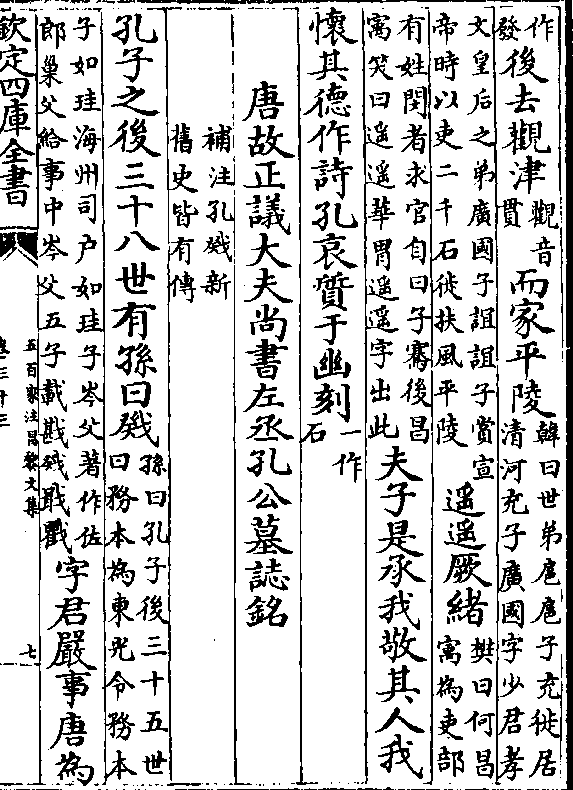 作發後去觀津觀音貫而家平陵韓曰世弟扈扈子充徙居清河充子廣國字少君孝
文皇后之弟廣國子詛詛子賞宣帝時以吏二千石徙扶風平陵遥遥厥緒樊曰何昌寓為吏部
有姓閔者求官自曰子騫後昌寓笑曰遥遥華胄遥遥字出此夫子是承我敬其人我
懷其德作詩孔哀質于幽刻一作石
唐故正議大夫尚書左丞孔公墓誌銘
補注孔戣新舊史皆有傳
孔子之後三十八世有孫曰戣孫曰孔子後三十五世曰務本為東光令務本
子如珪海州司户如珪子岑父著作佐郎巢父給事中岑父五子載戡戣戢戵字君嚴事唐為
欽定四庫全書
五百家注昌黎文集
卷三十三
七